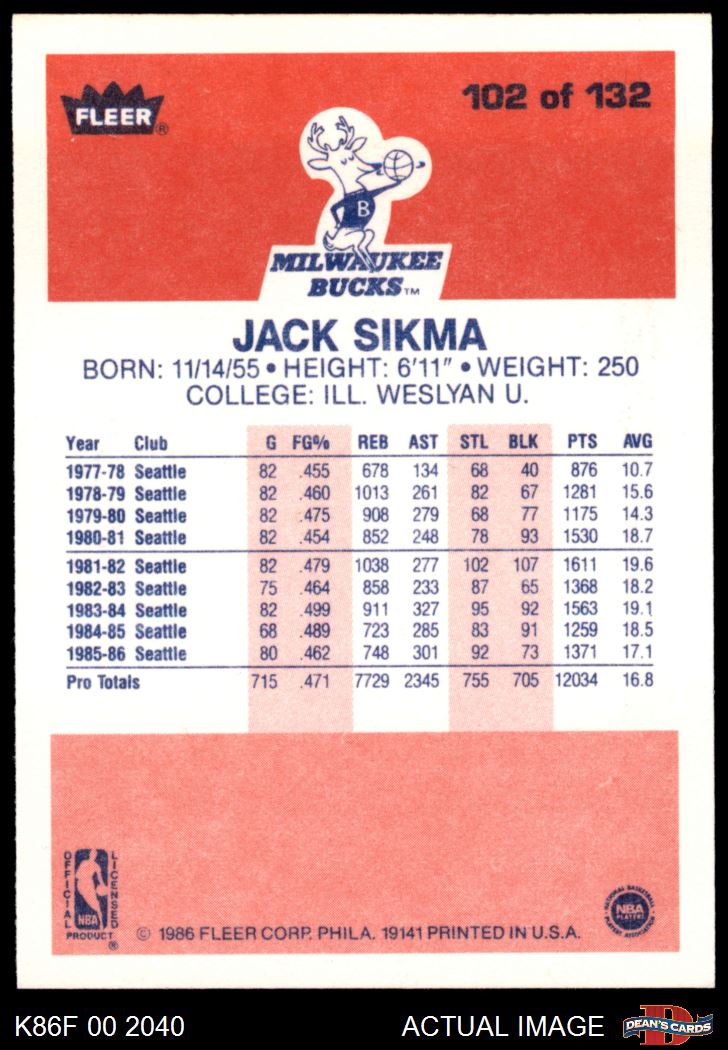 FLEER®
102 of 132
B
MILWAUKEE
BUCKS™
JACK SIKMA
BORN: 11/14/55 • HEIGHT: 6'11" • WEIGHT: 250
COLLEGE: ILL. WESLYAN U.
Year Club G FG% REB AST STL BLK PTS AVG
1977-78 Seattle 82 .455 678 134 68 40 876 10.7
1978-79 Seattle 82 .460 1013 261 82 67 1281 15.6
1979-80 Seattle 82 .475 908 279 68 77 1175 14.3
1980-81 Seattle 82 .454 852 248 78 93 1530 18.7
1981-82 Seattle 82 .479 1038 277 102 107 1611 19.6
1982-83 Seattle 75 .464 858 233 87 65 1368 18.2
1983-84 Seattle 82 .499 911 327 95 92 1563 19.1
1984-85 Seattle 68 .489 723 285 83 91 1259 18.5
1985-86 Seattle 80 .462 748 301 92 73 1371 17.1
Pro Totals 715 .471 7729 2345 755 705 12034 16.8
OFFICIAL
LICENSED
NBA
PRODUCT
®
© 1986 FLEER CORP. PHILA. 19141 PRINTED IN U.S.A.
NATIONAL BASKETBALL
NBA
PLAYERS
K86F 00 2040
ACTUAL IMAGE
D
DEAN'S CARDS